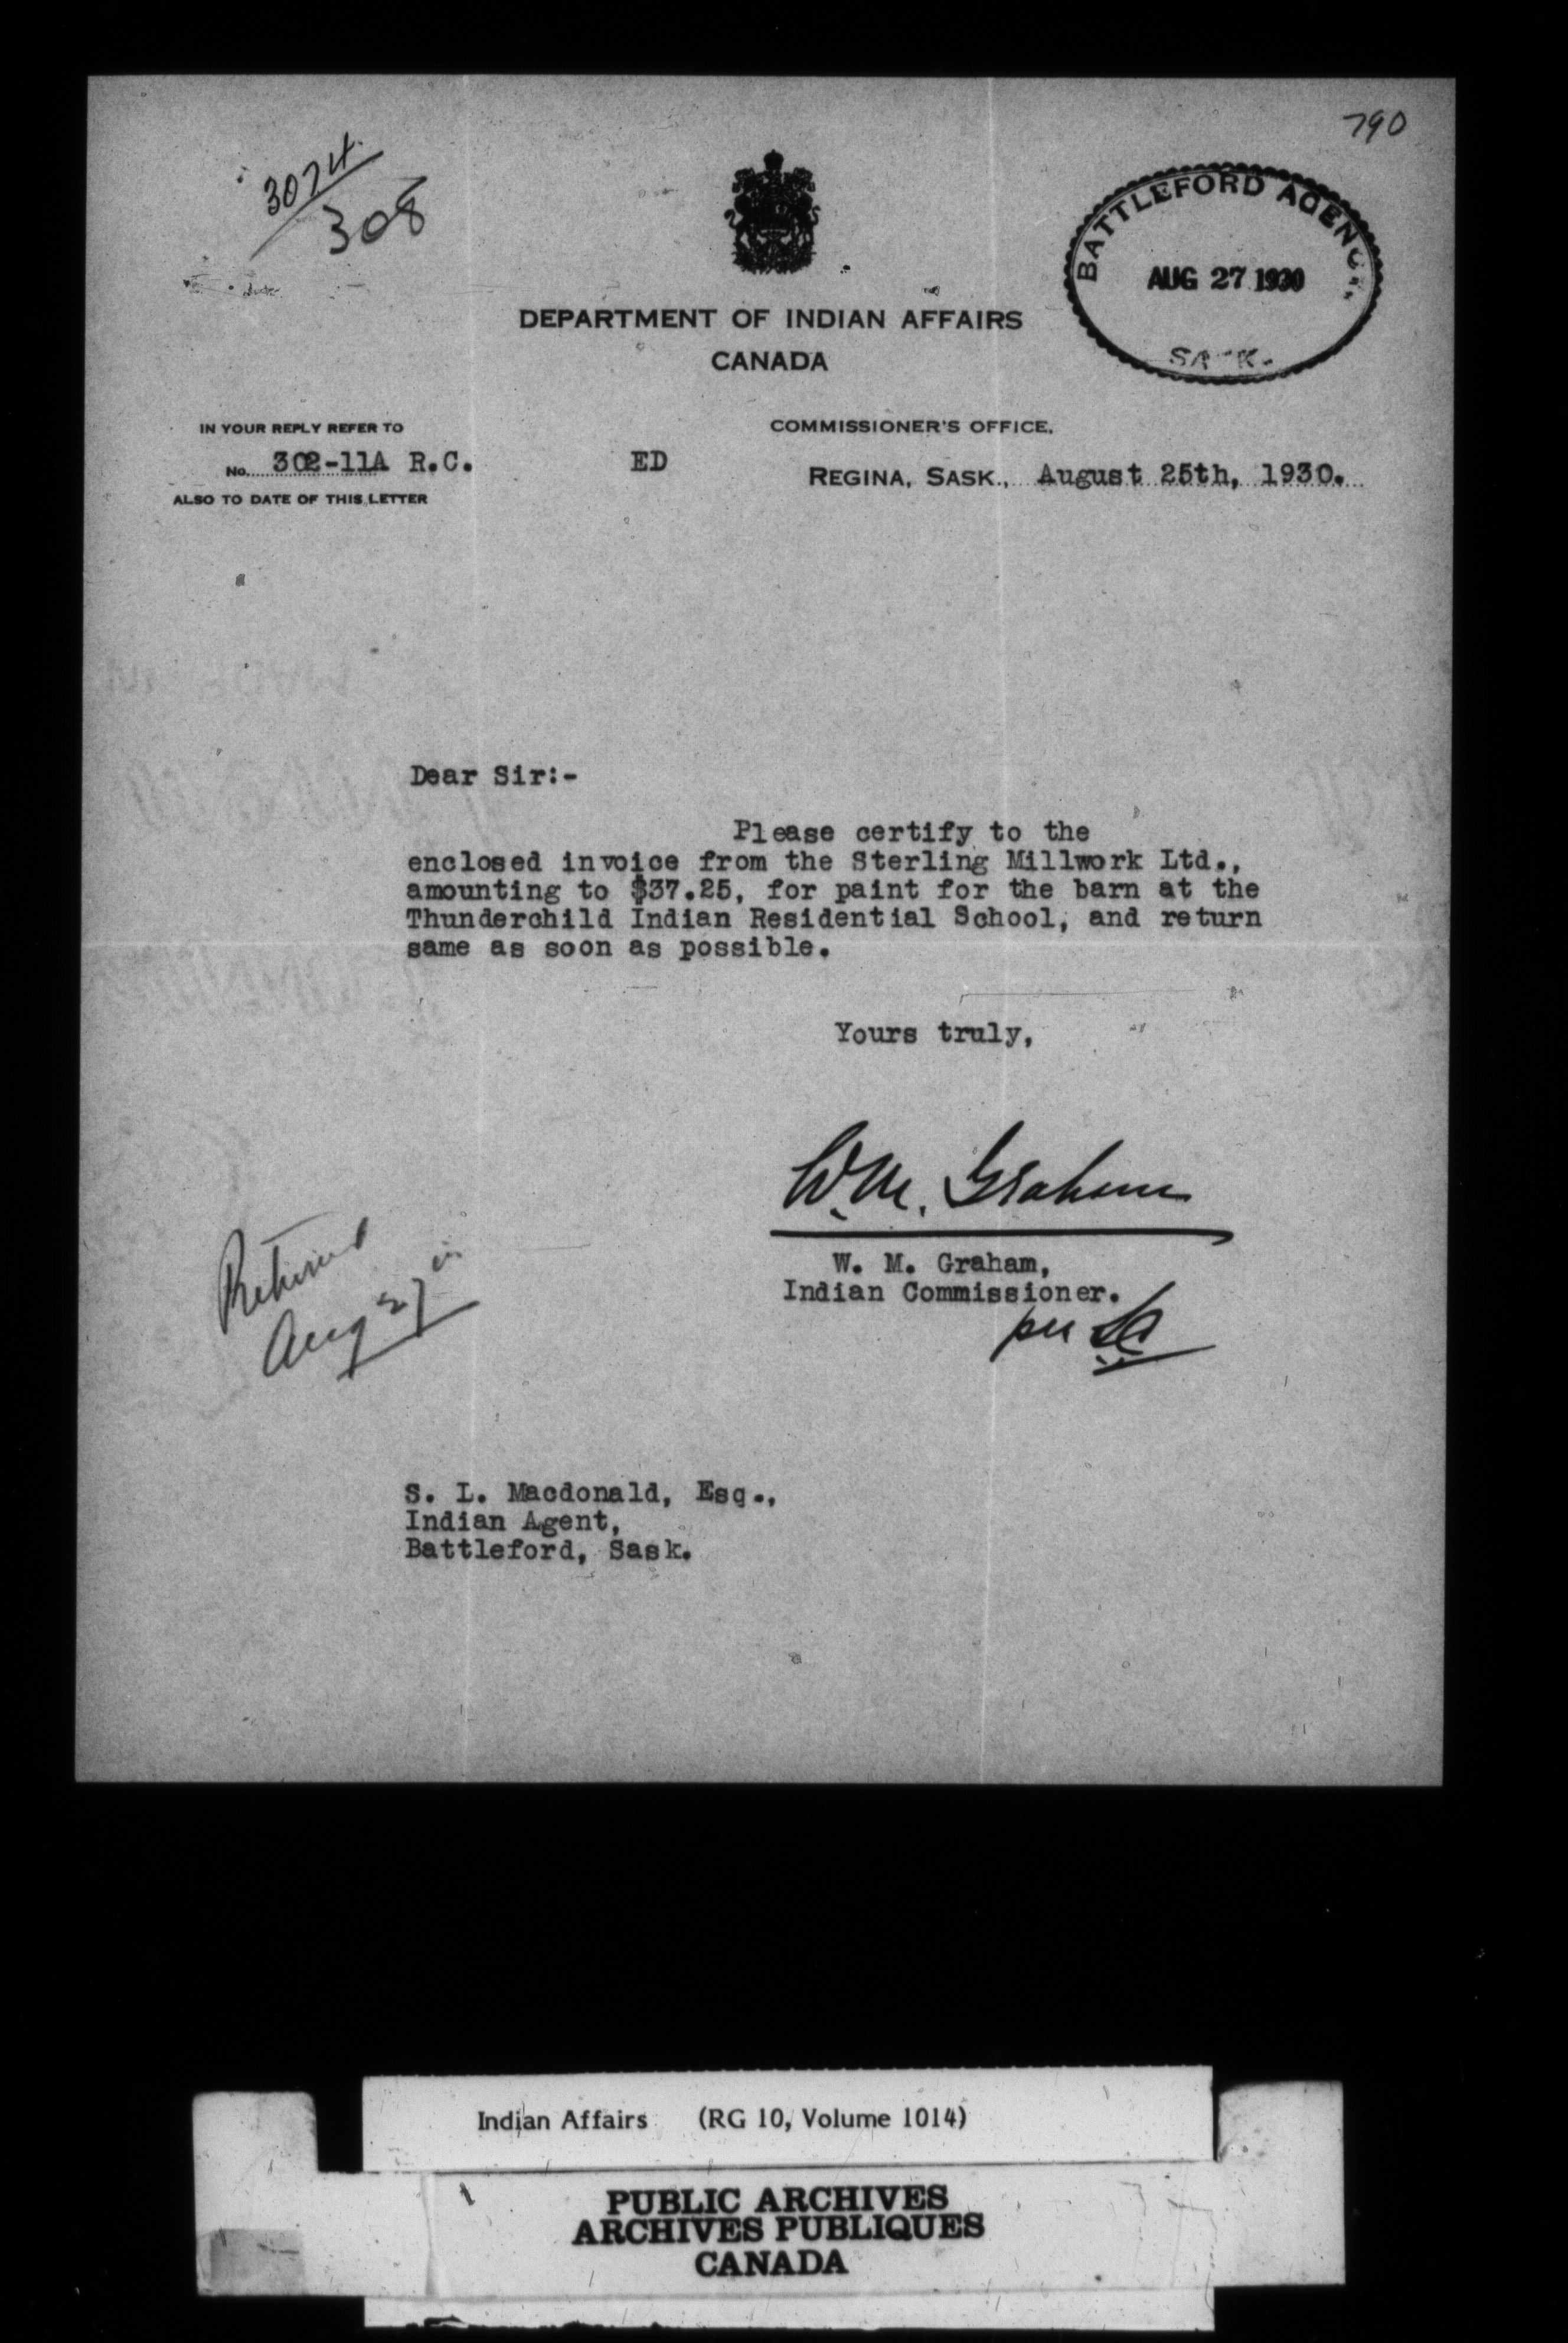 790
3074
308
BATTLEFORD AGENCY.
AUG 27 1930
SASK.
DEPARTMENT OF INDIAN AFFAIRS
CANADA
IN YOUR REPLY REFER TO
No. 302-11A R.C.
ALSO TO DATE OF THIS LETTER
ED
COMMISSIONER'S OFFICE.
REGINA, SASK., August 25th, 1930.
Dear Sir:-
Please certify to the
enclosed invoice from the Sterling Millwork Ltd.,
amounting to $37.25, for paint for the barn at the
Thunderchild Indian Residential School, and return
same as soon as possible.
Yours truly,
W.M. Graham
W. M. Graham,
Indian Commissioner.
per
Returned
Aug 27
S. L. Macdonald, Esq.,
Indian Agent,
Battleford, Sask.
Indian Affairs (RG 10, Volume 1014)
PUBLIC ARCHIVES
ARCHIVES PUBLIQUES
CANADA